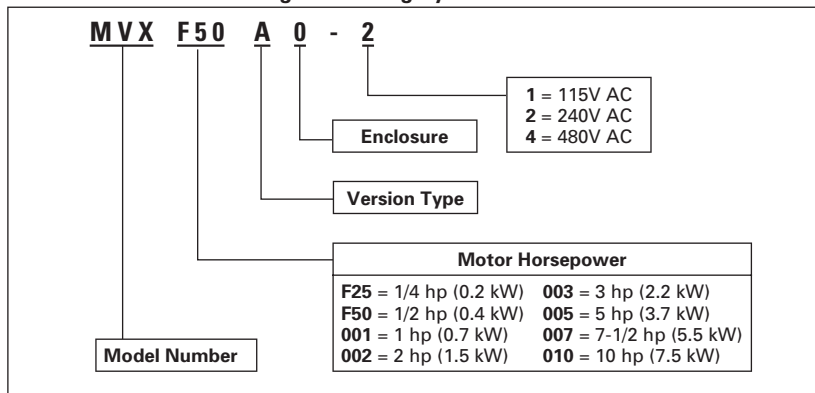 MVX F50 A 0 - 2
1 = 115V AC
2 = 240V AC
4 = 480V AC
Enclosure
Version Type
Motor Horsepower
F25 = 1/4 hp (0.2 kW) 003 = 3 hp (2.2 kW)
F50 = 1/2 hp (0.4 kW) 005 = 5 hp (3.7 kW)
001 = 1 hp (0.7 kW) 007 = 7-1/2 hp (5.5 kW)
002 = 2 hp (1.5 kW) 010 = 10 hp (7.5 kW)
Model Number